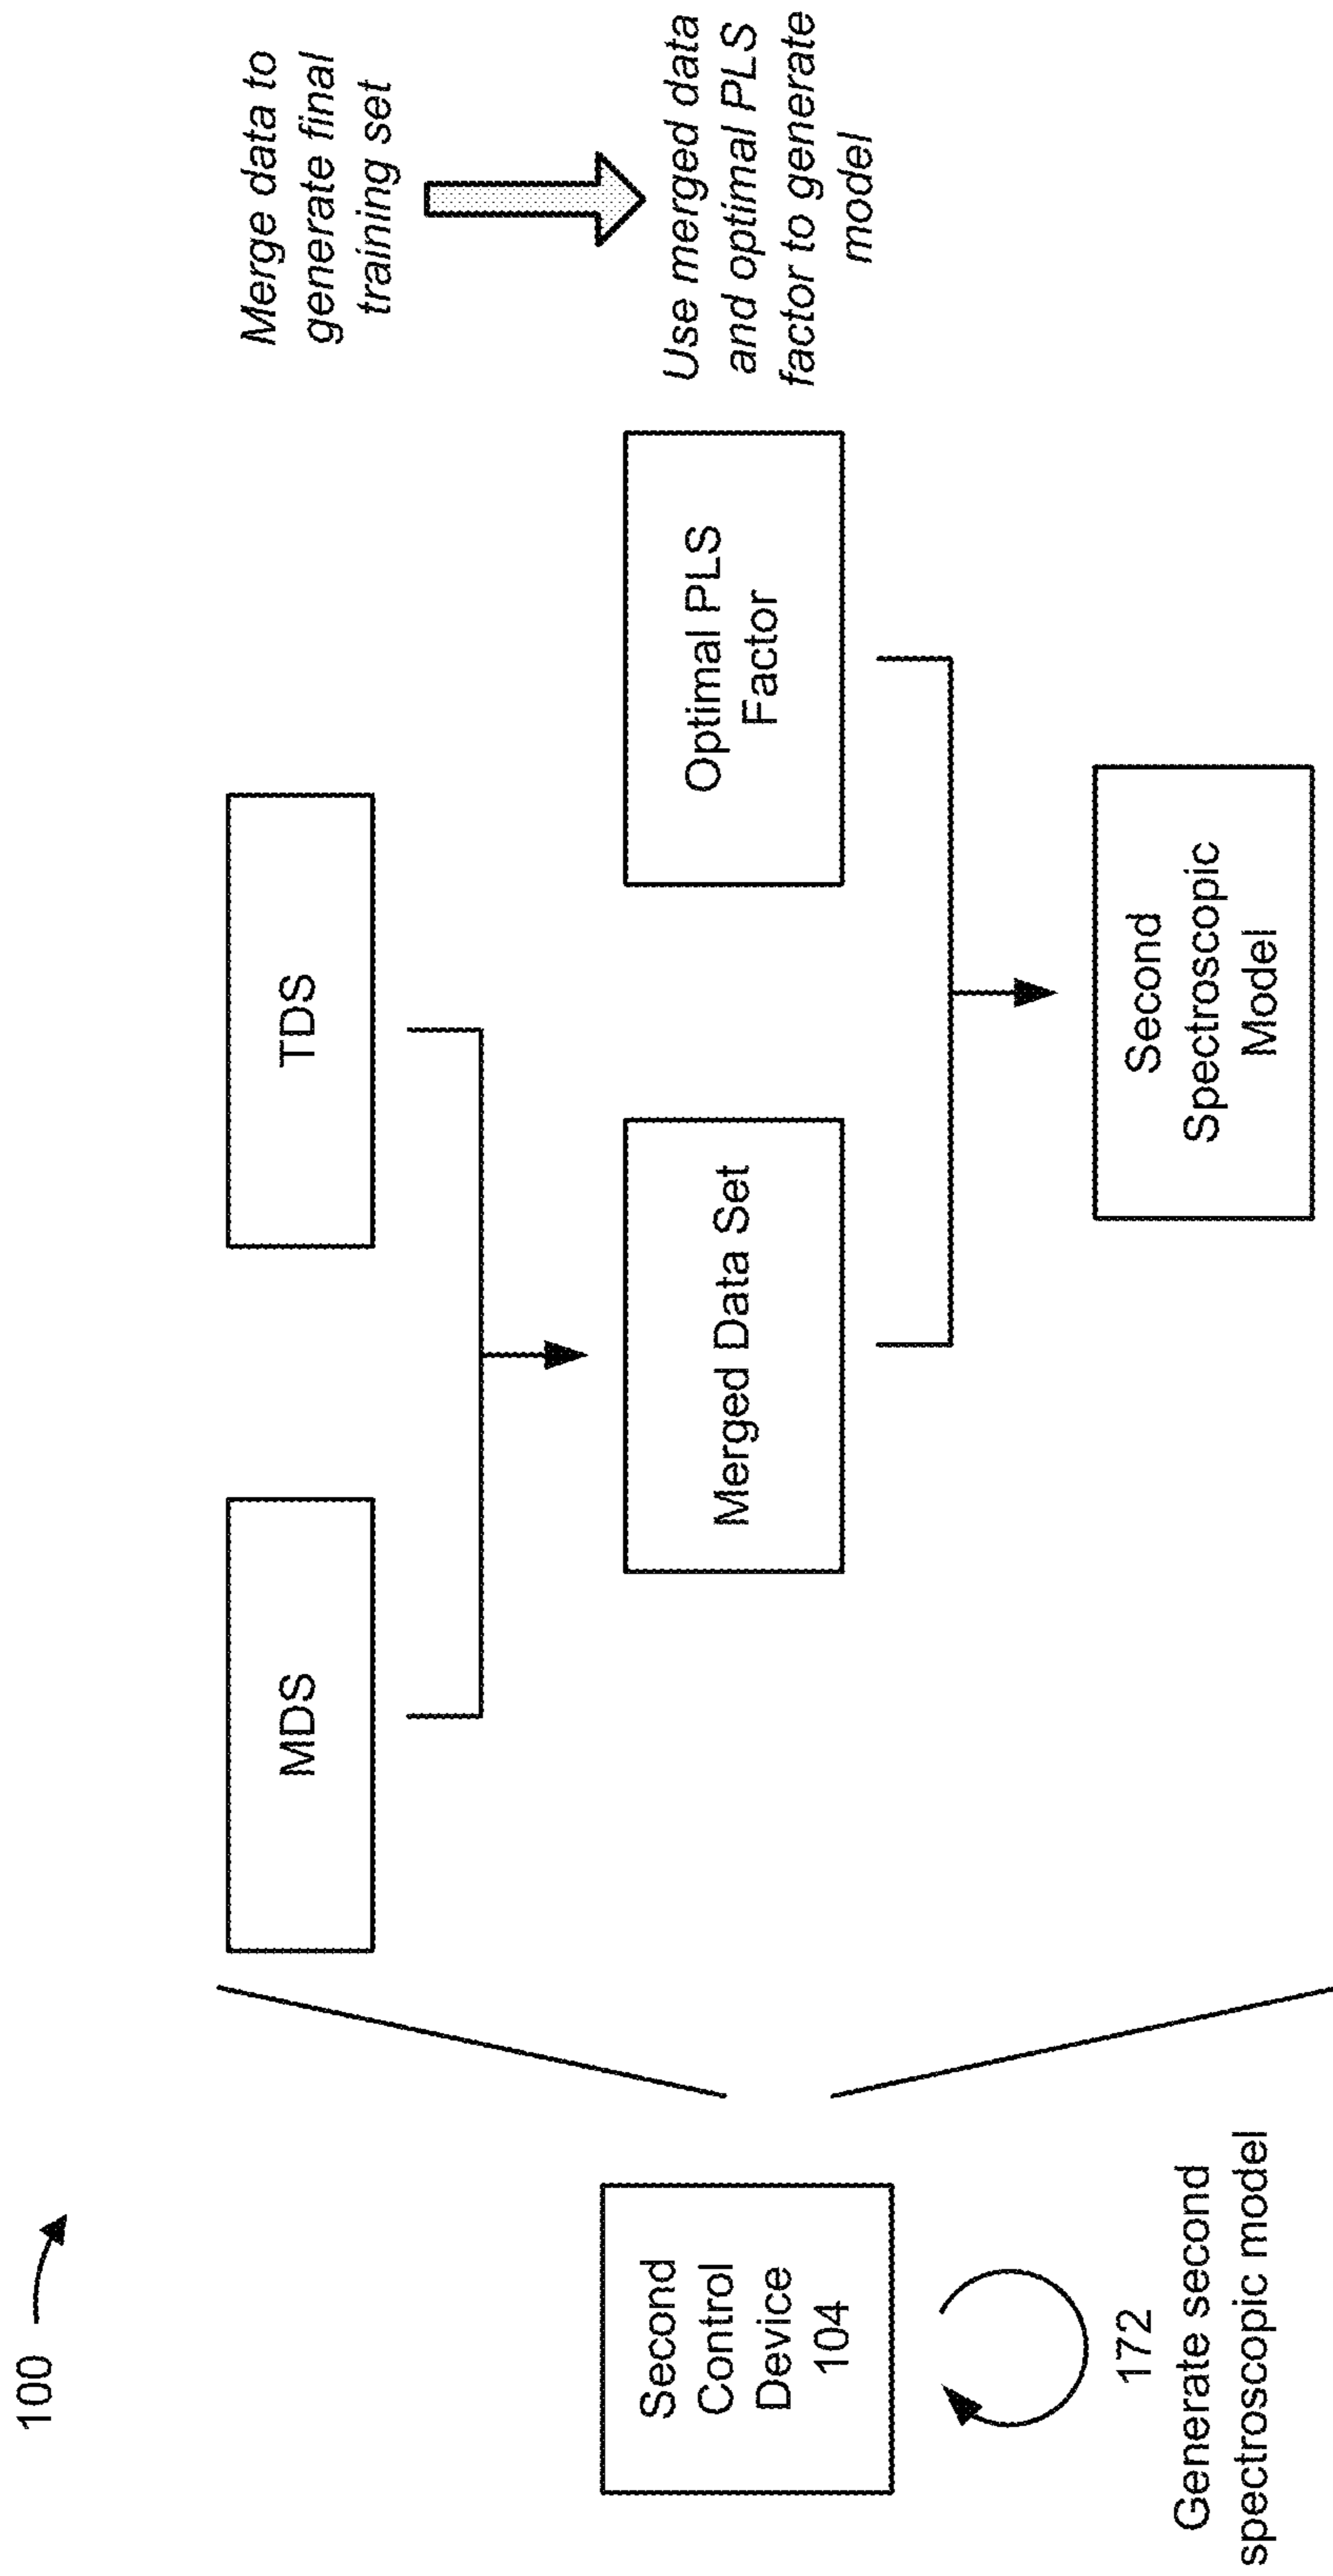 100
MDS
TDS
Merge data to
generate final
training set
Second
Control
Device
104
Merged Data Set
Optimal PLS
Factor
Use merged data
and optimal PLS
factor to generate
model
172
Generate second
spectroscopic model
Second
Spectroscopic
Model